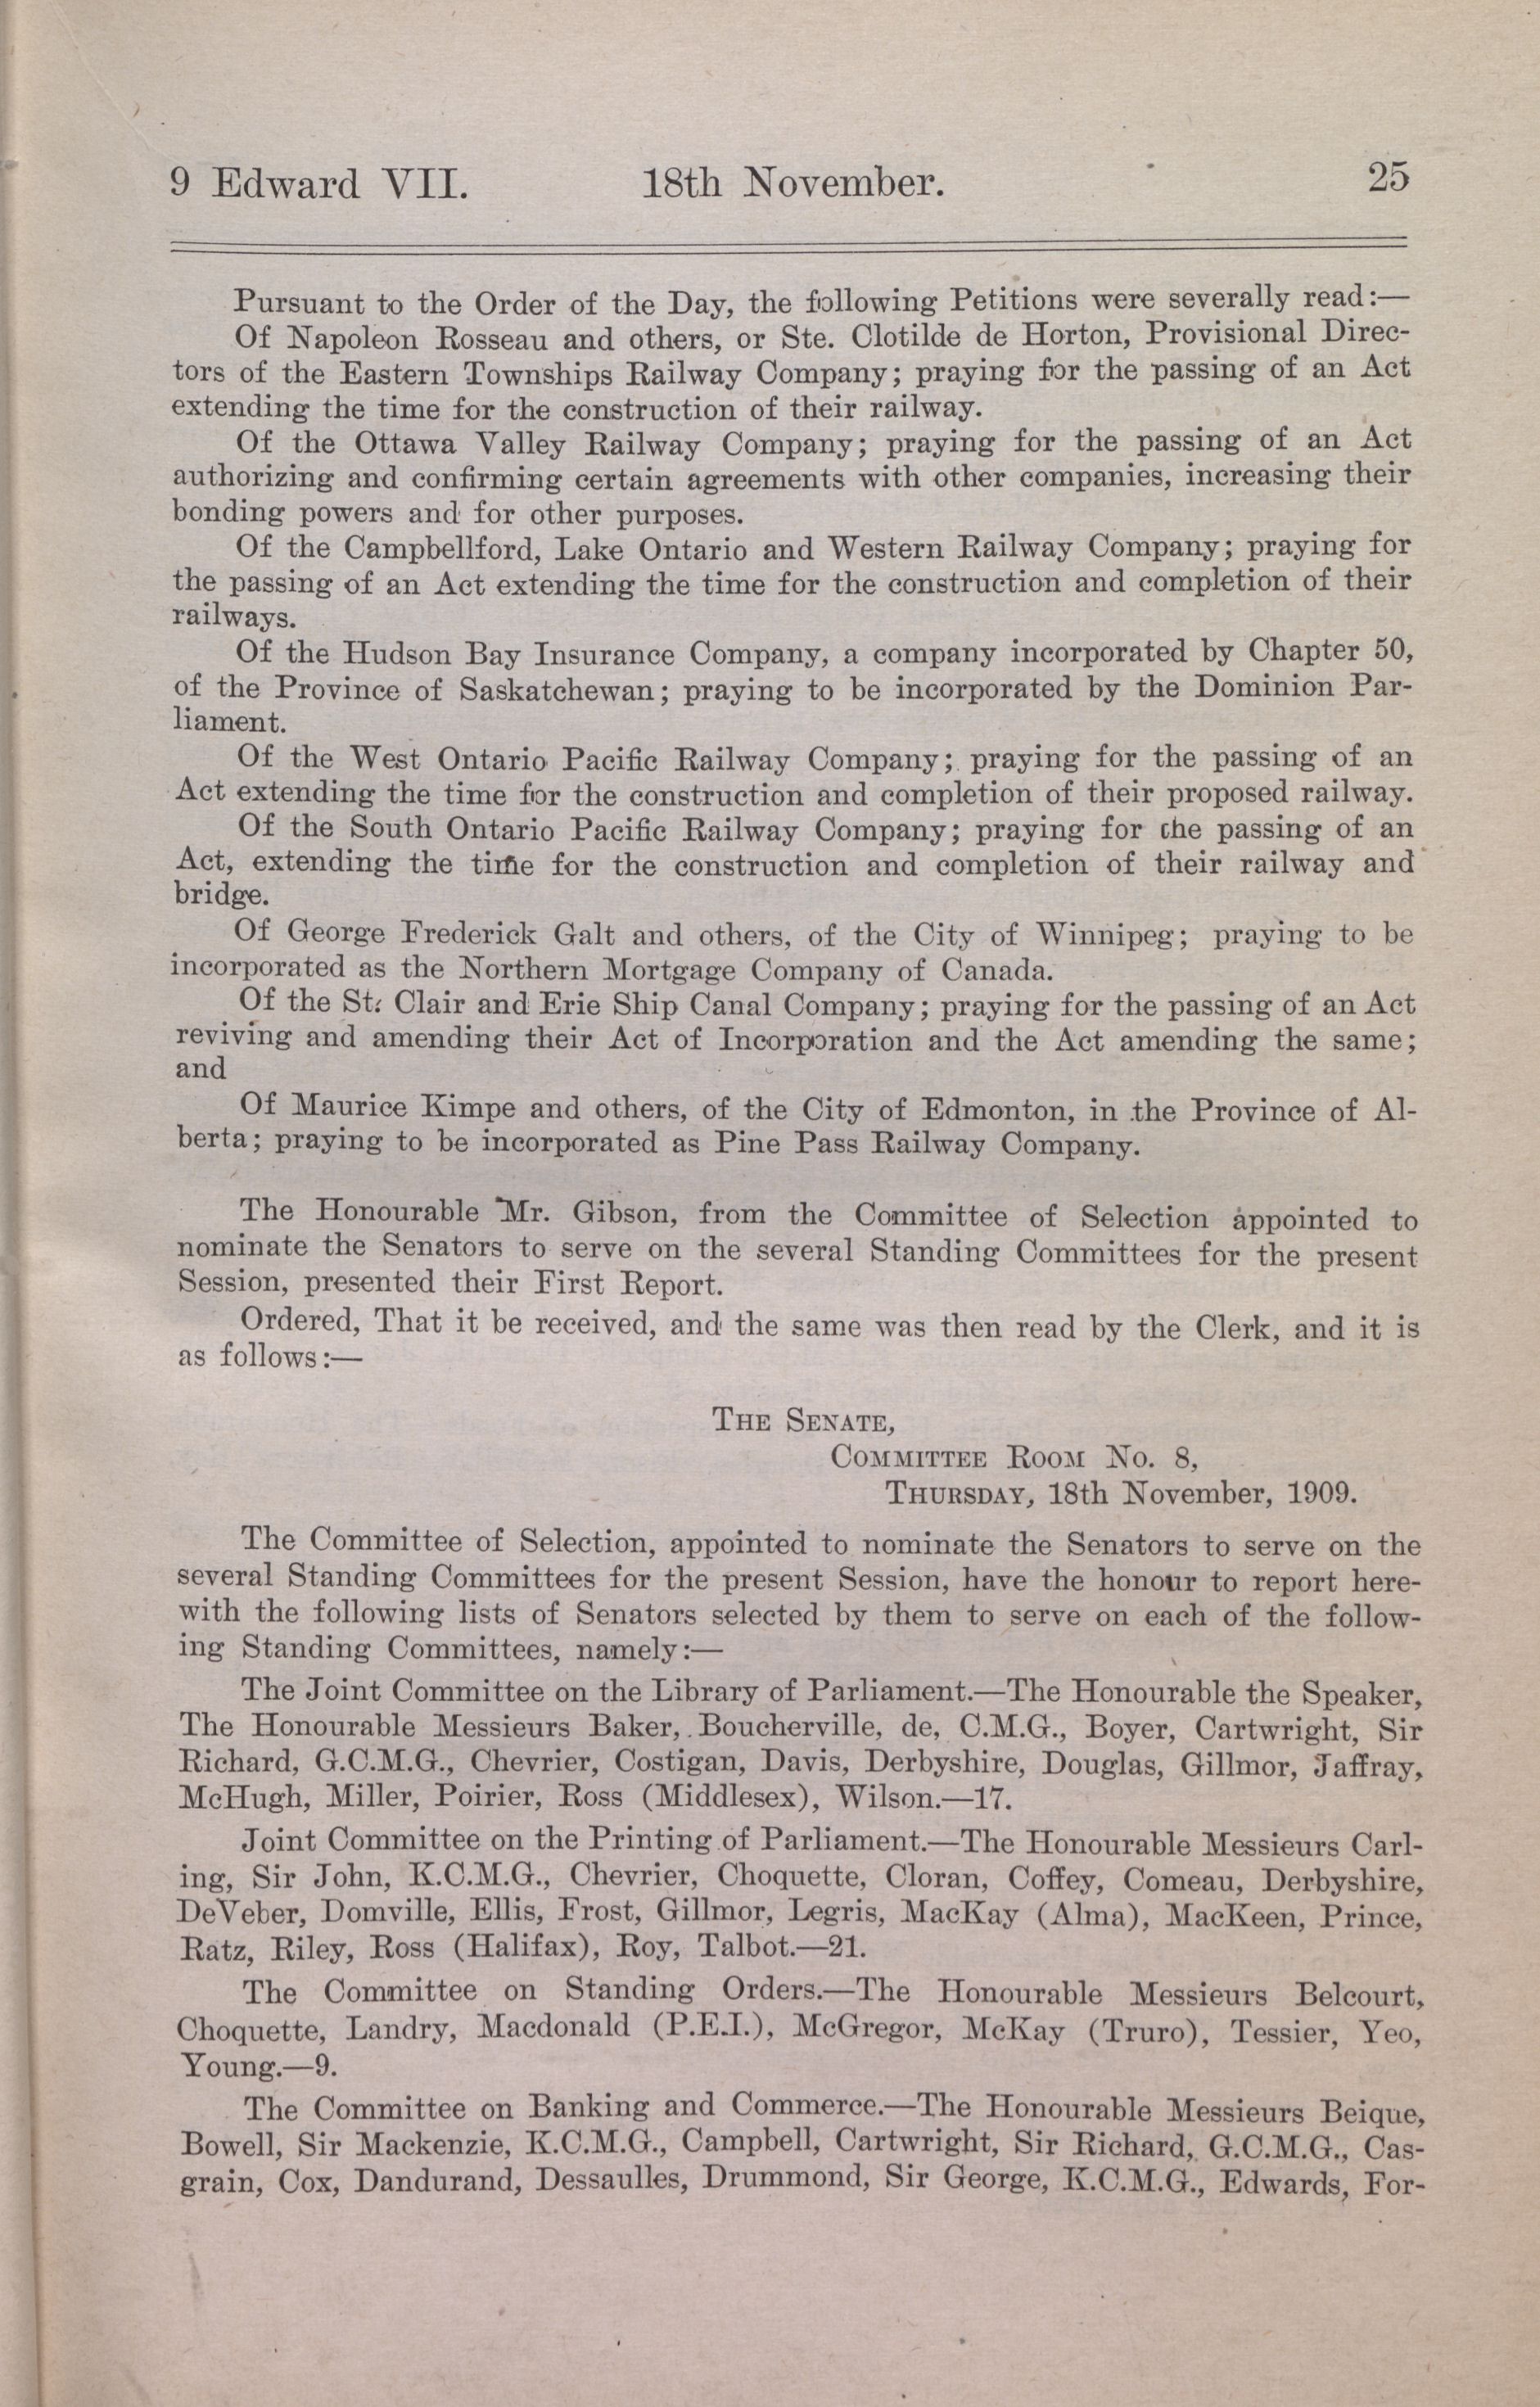 9 Edward VII. 18th November. 25
Pursuant to the Order of the Day, the following Petitions were severally read:—
Of Napoleon Rosseau and others, or Ste. Clotilde de Horton, Provisional Direc-
tors of the Eastern Townships Railway Company; praying for the passing of an Act
extending the time for the construction of their railway.
Of the Ottawa Valley Railway Company; praying for the passing of an Act
authorizing and confirming certain agreements with other companies, increasing their
bonding powers and for other purposes.
Of the Campbellford, Lake Ontario and Western Railway Company; praying for
the passing of an Act extending the time for the construction and completion of their
railways.
Of the Hudson Bay Insurance Company, a company incorporated by Chapter 50,
of the Province of Saskatchewan; praying to be incorporated by the Dominion Par-
liament.
Of the West Ontario Pacific Railway Company; praying for the passing of an
Act extending the time for the construction and completion of their proposed railway.
Of the South Ontario Pacific Railway Company; praying for the passing of an
Act, extending the time for the construction and completion of their railway and
bridge.
Of George Frederick Galt and others, of the City of Winnipeg; praying to be
incorporated as the Northern Mortgage Company of Canada.
Of the St. Clair and Erie Ship Canal Company; praying for the passing of an Act
reviving and amending their Act of Incorporation and the Act amending the same;
and
Of Maurice Kimpe and others, of the City of Edmonton, in the Province of Al-
berta; praying to be incorporated as Pine Pass Railway Company.
The Honourable Mr. Gibson, from the Committee of Selection appointed to
nominate the Senators to serve on the several Standing Committees for the present
Session, presented their First Report.
Ordered, That it be received, and the same was then read by the Clerk, and it is
as follows:—
THE SENATE,
COMMITTEE ROOM NO. 8,
THURSDAY, 18th November, 1909.
The Committee of Selection, appointed to nominate the Senators to serve on the
several Standing Committees for the present Session, have the honour to report here-
with the following lists of Senators selected by them to serve on each of the follow-
ing Standing Committees, namely:—
The Joint Committee on the Library of Parliament.—The Honourable the Speaker,
The Honourable Messieurs Baker, Boucherville, de, C.M.G., Boyer, Cartwright, Sir
Richard, G.C.M.G., Chevrier, Costigan, Davis, Derbyshire, Douglas, Gillmor, Jaffray,
McHugh, Miller, Poirier, Ross (Middlesex), Wilson.—17.
Joint Committee on the Printing of Parliament.—The Honourable Messieurs Carl-
ing, Sir John, K.C.M.G., Chevrier, Choquette, Cloran, Coffey, Comeau, Derbyshire,
DeVeber, Domville, Ellis, Frost, Gillmor, Legris, MacKay (Alma), MacKeen, Prince,
Ratz, Riley, Ross (Halifax), Roy, Talbot.—21.
The Committee on Standing Orders.—The Honourable Messieurs Belcourt,
Choquette, Landry, Macdonald (P.E.I.), McGregor, McKay (Truro), Tessier, Yeo,
Young.—9.
The Committee on Banking and Commerce.—The Honourable Messieurs Beique,
Bowell, Sir Mackenzie, K.C.M.G., Campbell, Cartwright, Sir Richard, G.C.M.G., Cas-
grain, Cox, Dandurand, Dessaulles, Drummond, Sir George, K.C.M.G., Edwards, For-